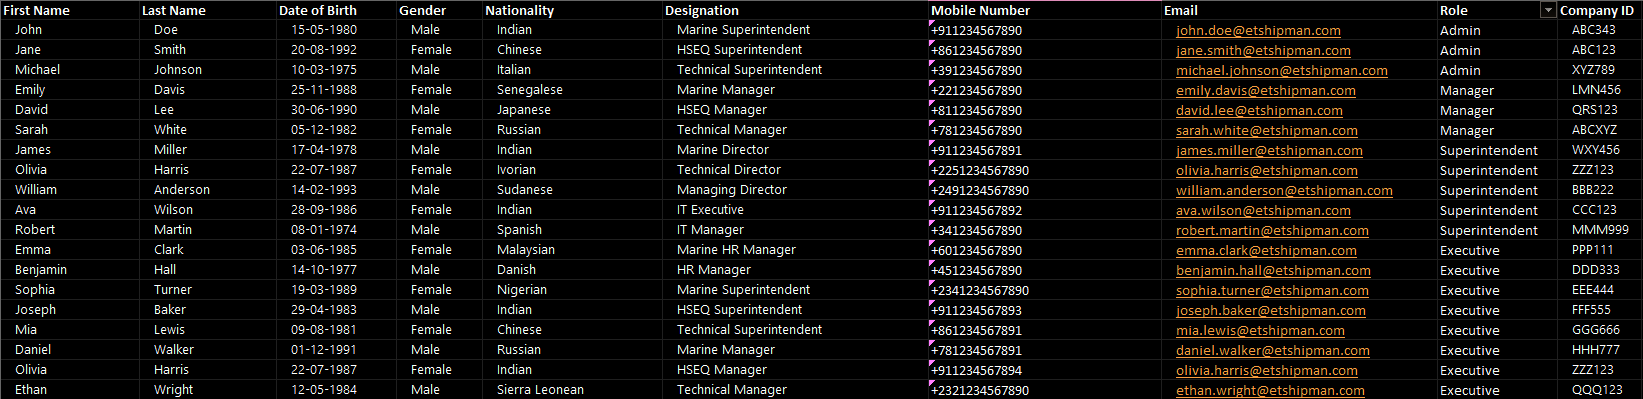 First Name Last Name Date of Birth Gender Nationality Designation Mobile Number Email Role Company ID
John Doe 15-05-1980 Male Indian Marine Superintendent +911234567890 john.doe@etshipman.com Admin ABC343
Jane Smith 20-08-1992 Female Chinese HSEQ Superintendent +861234567890 jane.smith@etshipman.com Admin ABC123
Michael Johnson 10-03-1975 Male Italian Technical Superintendent +391234567890 michael.johnson@etshipman.com Admin XYZ789
Emily Davis 25-11-1988 Female Senegalese Marine Manager +221234567890 emily.davis@etshipman.com Manager LMN456
David Lee 30-06-1990 Male Japanese HSEQ Manager +811234567890 david.lee@etshipman.com Manager QRS123
Sarah White 05-12-1982 Female Russian Technical Manager +781234567890 sarah.white@etshipman.com Manager ABCXYZ
James Miller 17-04-1978 Male Indian Marine Director +911234567891 james.miller@etshipman.com Superintendent WXY456
Olivia Harris 22-07-1987 Female Ivorian Technical Director +2251234567890 olivia.harris@etshipman.com Superintendent ZZZ123
William Anderson 14-02-1993 Male Sudanese Managing Director +2491234567890 william.anderson@etshipman.com Superintendent BBB222
Ava Wilson 28-09-1986 Female Indian IT Executive +911234567892 ava.wilson@etshipman.com Superintendent CCC123
Robert Martin 08-01-1974 Male Spanish IT Manager +341234567890 robert.martin@etshipman.com Superintendent MMM999
Emma Clark 03-06-1985 Female Malaysian Marine HR Manager +601234567890 emma.clark@etshipman.com Executive PPP111
Benjamin Hall 14-10-1977 Male Danish HR Manager +451234567890 benjamin.hall@etshipman.com Executive DDD333
Sophia Turner 19-03-1989 Female Nigerian Marine Superintendent +2341234567890 sophia.turner@etshipman.com Executive EEE444
Joseph Baker 29-04-1983 Male Indian HSEQ Superintendent +911234567893 joseph.baker@etshipman.com Executive FFF555
Mia Lewis 09-08-1981 Female Chinese Technical Superintendent +861234567891 mia.lewis@etshipman.com Executive GGG666
Daniel Walker 01-12-1991 Male Russian Marine Manager +781234567891 daniel.walker@etshipman.com Executive HHH777
Olivia Harris 22-07-1987 Female Indian HSEQ Manager +911234567894 olivia.harris@etshipman.com Executive ZZZ123
Ethan Wright 12-05-1984 Male Sierra Leonean Technical Manager +2321234567890 ethan.wright@etshipman.com Executive QQQ123